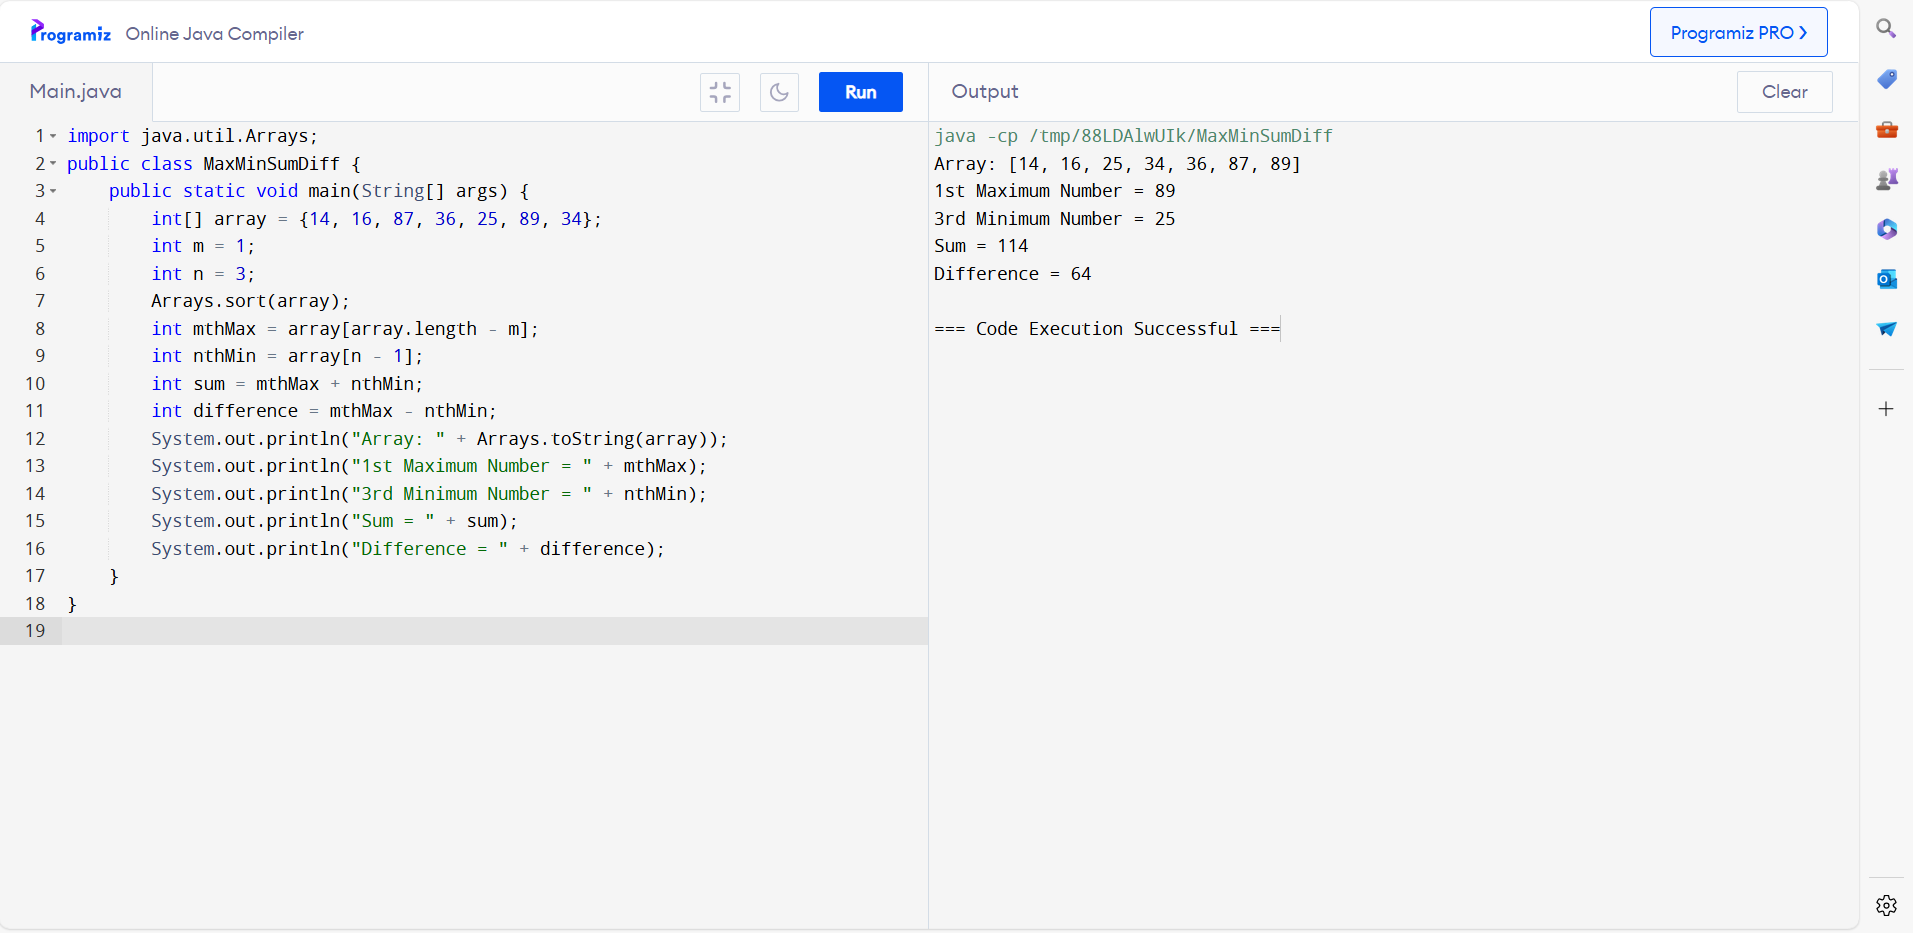 Programiz Online Java Compiler
Programiz PRO ❯
Main.java
Run
Output
Clear
1 import java.util.Arrays;
2 public class MaxMinSumDiff {
3     public static void main(String[] args) {
4         int[] array = {14, 16, 87, 36, 25, 89, 34};
5         int m = 1;
6         int n = 3;
7         Arrays.sort(array);
8         int mthMax = array[array.length - m];
9         int nthMin = array[n - 1];
10         int sum = mthMax + nthMin;
11         int difference = mthMax - nthMin;
12         System.out.println("Array: " + Arrays.toString(array));
13         System.out.println("1st Maximum Number = " + mthMax);
14         System.out.println("3rd Minimum Number = " + nthMin);
15         System.out.println("Sum = " + sum);
16         System.out.println("Difference = " + difference);
17     }
18 }
19
java -cp /tmp/88LDAlwUIk/MaxMinSumDiff
Array: [14, 16, 25, 34, 36, 87, 89]
1st Maximum Number = 89
3rd Minimum Number = 25
Sum = 114
Difference = 64
=== Code Execution Successful ===